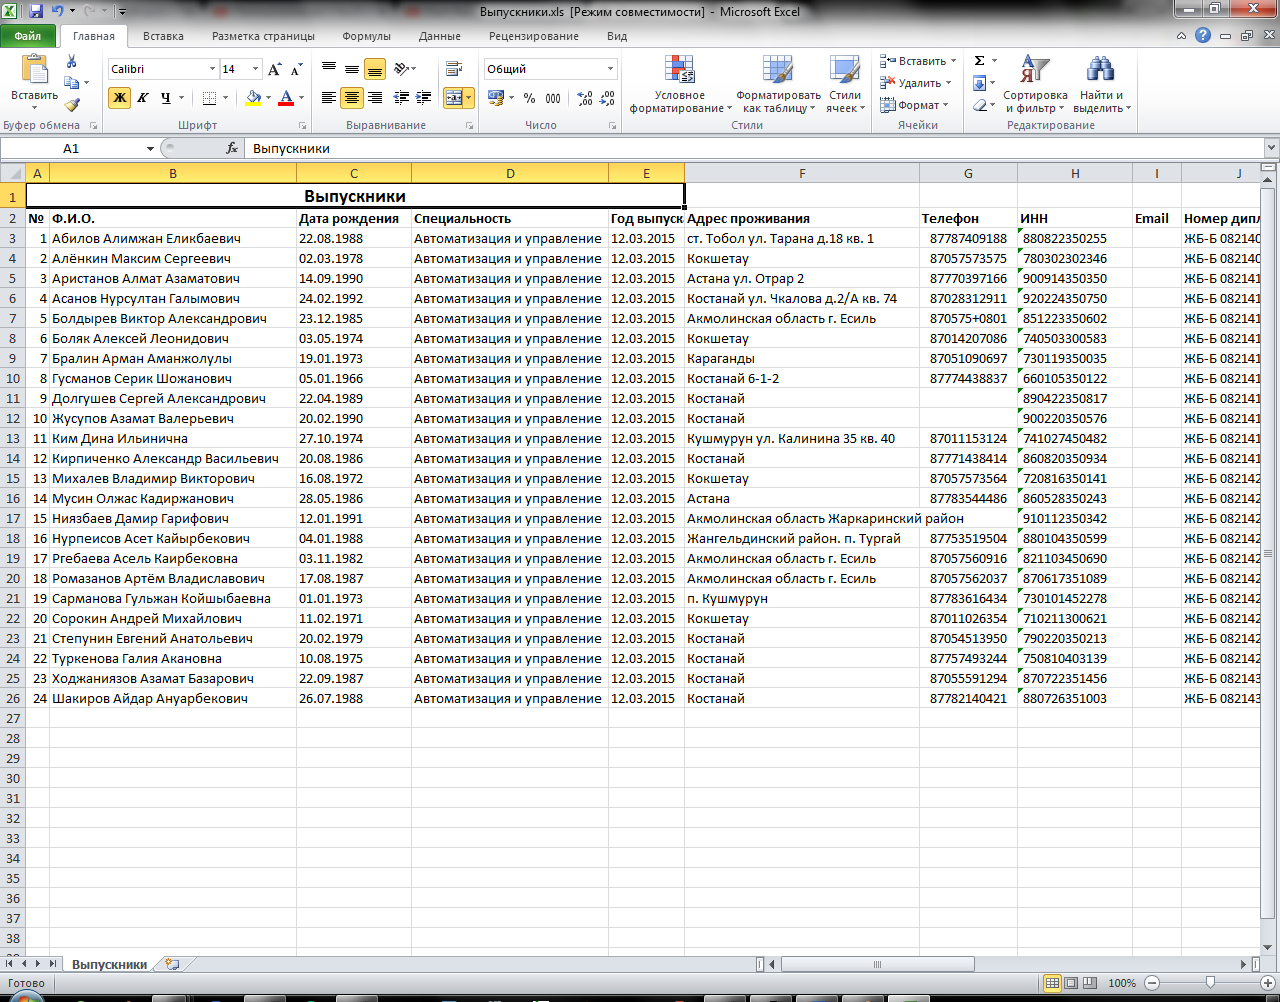 Выпускники.xls [Режим совместимости] - Microsoft Excel
Файл Главная Вставка Разметка страницы Формулы Данные Рецензирование Вид
Calibri 14 Общий
Вставить Ж К Ч % 000 Условное форматирование Форматировать как таблицу Стили ячеек Вставить Удалить Формат Σ Сортировка и фильтр Найти и выделить
Буфер обмена Шрифт Выравнивание Число Стили Ячейки Редактирование
A1 fx Выпускники
A B C D E F G H I J
1 Выпускники
2 № Ф.И.О. Дата рождения Специальность Год выпуск Адрес проживания Телефон ИНН Email Номер дипл
3 1 Абилов Алимжан Еликбаевич 22.08.1988 Автоматизация и управление 12.03.2015 ст. Тобол ул. Тарана д.18 кв. 1 87787409188 880822350255 ЖБ-Б 082140
4 2 Алёнкин Максим Сергеевич 02.03.1978 Автоматизация и управление 12.03.2015 Кокшетау 87057573575 780302302346 ЖБ-Б 082140
5 3 Аристанов Алмат Азаматович 14.09.1990 Автоматизация и управление 12.03.2015 Астана ул. Отрар 2 87770397166 900914350350 ЖБ-Б 082141
6 4 Асанов Нурсултан Галымович 24.02.1992 Автоматизация и управление 12.03.2015 Костанай ул. Чкалова д.2/А кв. 74 87028312911 920224350750 ЖБ-Б 082141
7 5 Болдырев Виктор Александрович 23.12.1985 Автоматизация и управление 12.03.2015 Акмолинская область г. Есиль 870575+0801 851223350602 ЖБ-Б 082141
8 6 Боляк Алексей Леонидович 03.05.1974 Автоматизация и управление 12.03.2015 Кокшетау 87014207086 740503300583 ЖБ-Б 082141
9 7 Бралин Арман Аманжолулы 19.01.1973 Автоматизация и управление 12.03.2015 Караганды 87051090697 730119350035 ЖБ-Б 082141
10 8 Гусманов Серик Шожанович 05.01.1966 Автоматизация и управление 12.03.2015 Костанай 6-1-2 87774438837 660105350122 ЖБ-Б 082141
11 9 Долгушев Сергей Александрович 22.04.1989 Автоматизация и управление 12.03.2015 Костанай 890422350817 ЖБ-Б 082141
12 10 Жусупов Азамат Валерьевич 20.02.1990 Автоматизация и управление 12.03.2015 Костанай 900220350576 ЖБ-Б 082141
13 11 Ким Дина Ильинична 27.10.1974 Автоматизация и управление 12.03.2015 Кушмурун ул. Калинина 35 кв. 40 87011153124 741027450482 ЖБ-Б 082141
14 12 Кирпиченко Александр Васильевич 20.08.1986 Автоматизация и управление 12.03.2015 Костанай 87771438414 860820350934 ЖБ-Б 082141
15 13 Михалев Владимир Викторович 16.08.1972 Автоматизация и управление 12.03.2015 Кокшетау 87057573564 720816350141 ЖБ-Б 082142
16 14 Мусин Олжас Кадиржанович 28.05.1986 Автоматизация и управление 12.03.2015 Астана 87783544486 860528350243 ЖБ-Б 082142
17 15 Ниязбаев Дамир Гарифович 12.01.1991 Автоматизация и управление 12.03.2015 Акмолинская область Жаркаринский район 910112350342 ЖБ-Б 082142
18 16 Нурпеисов Асет Кайырбекович 04.01.1988 Автоматизация и управление 12.03.2015 Жангельдинский район. п. Тургай 87753519504 880104350599 ЖБ-Б 082142
19 17 Ргебаева Асель Каирбековна 03.11.1982 Автоматизация и управление 12.03.2015 Акмолинская область г. Есиль 87057560916 821103450690 ЖБ-Б 082142
20 18 Ромазанов Артём Владиславович 17.08.1987 Автоматизация и управление 12.03.2015 Акмолинская область г. Есиль 87057562037 870617351089 ЖБ-Б 082142
21 19 Сарманова Гульжан Койшыбаевна 01.01.1973 Автоматизация и управление 12.03.2015 п. Кушмурун 87783616434 730101452278 ЖБ-Б 082142
22 20 Сорокин Андрей Михайлович 11.02.1971 Автоматизация и управление 12.03.2015 Кокшетау 87011026354 710211300621 ЖБ-Б 082142
23 21 Степунин Евгений Анатольевич 20.02.1979 Автоматизация и управление 12.03.2015 Костанай 87054513950 790220350213 ЖБ-Б 082142
24 22 Туркенова Галия Акановна 10.08.1975 Автоматизация и управление 12.03.2015 Костанай 87757493244 750810403139 ЖБ-Б 082142
25 23 Ходжаниязов Азамат Базарович 22.09.1987 Автоматизация и управление 12.03.2015 Костанай 87055591294 870722351456 ЖБ-Б 082143
26 24 Шакиров Айдар Ануарбекович 26.07.1988 Автоматизация и управление 12.03.2015 Костанай 87782140421 880726351003 ЖБ-Б 082143
27
28
29
30
31
32
33
34
35
36
37
38
Выпускники
Готово 100%